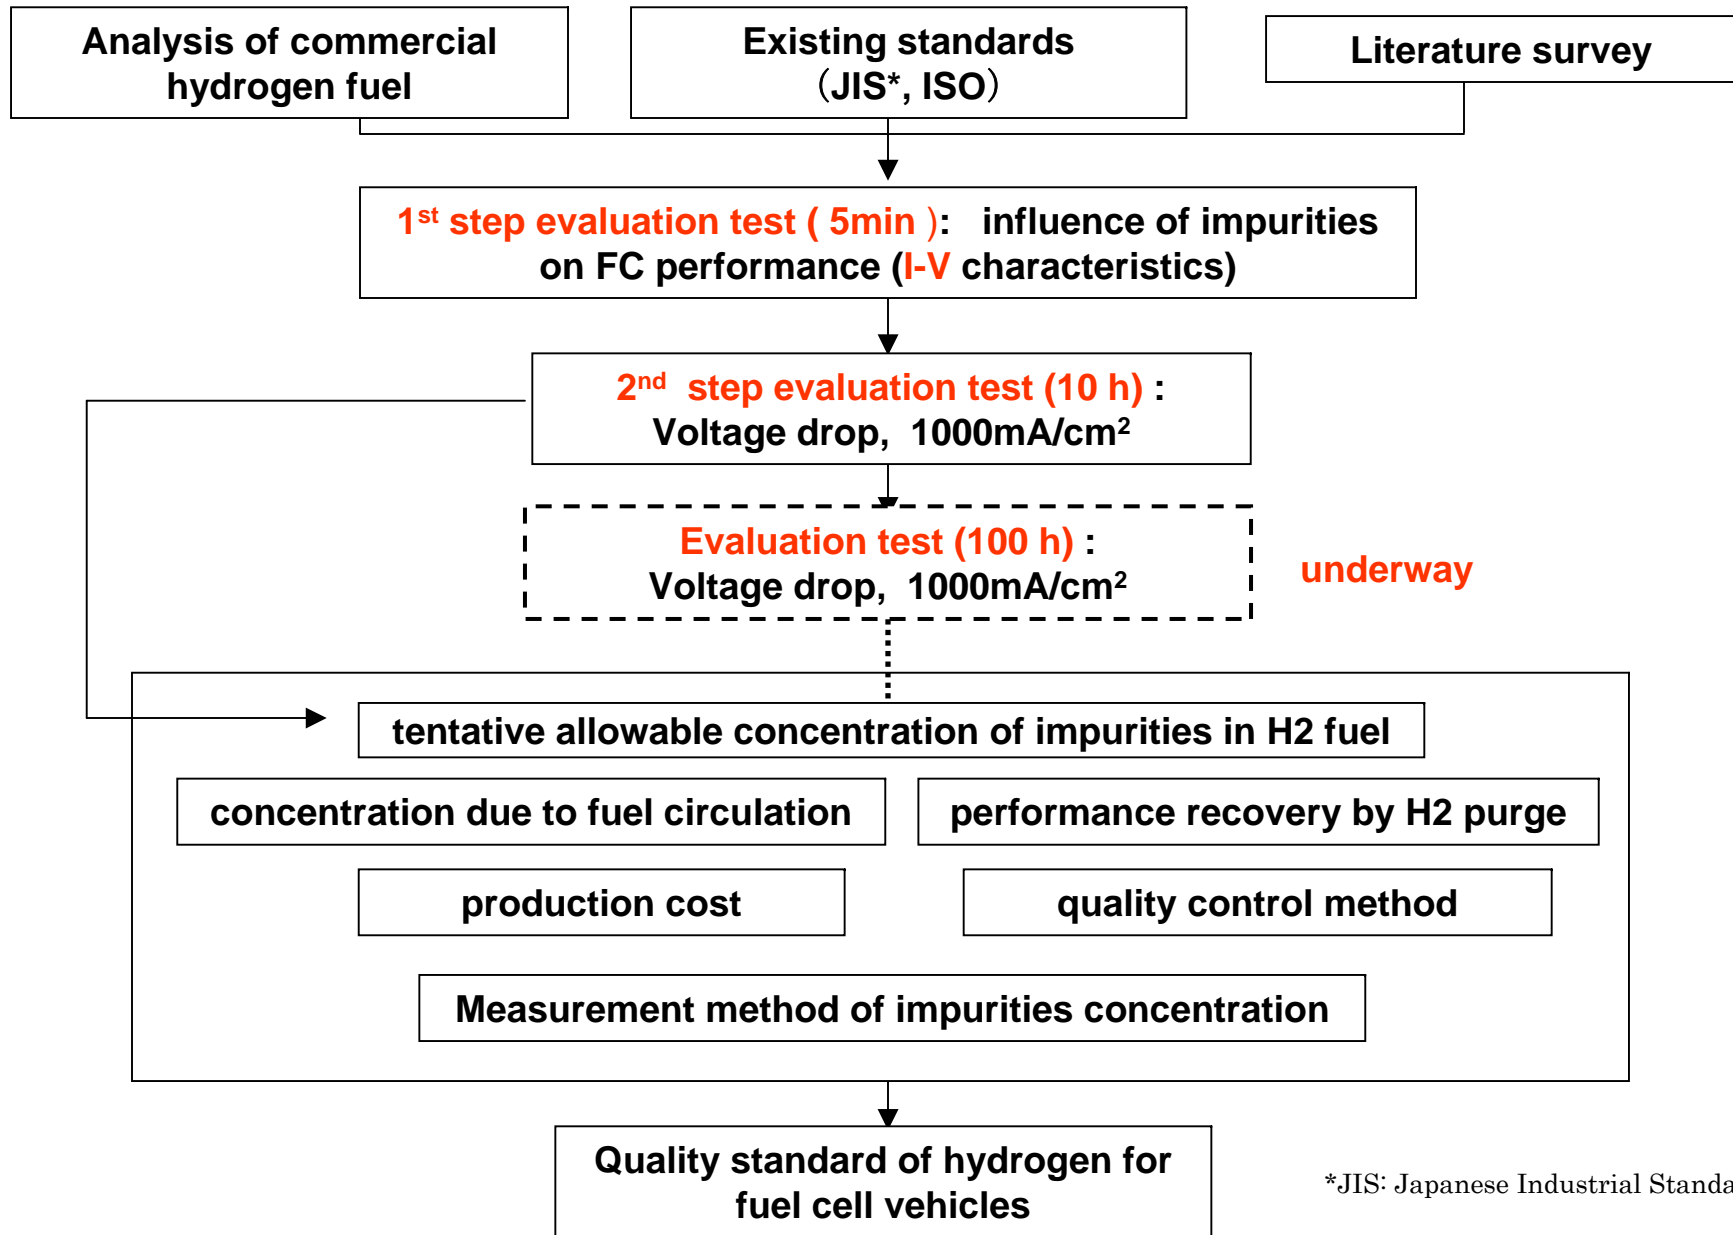 Analysis of commercial
hydrogen fuel
Existing standards
（JIS*, ISO）
Literature survey
1st step evaluation test ( 5min ): influence of impurities
on FC performance (I-V characteristics)
2nd step evaluation test (10 h) :
Voltage drop, 1000mA/cm2
Evaluation test (100 h) :
Voltage drop, 1000mA/cm2
underway
tentative allowable concentration of impurities in H2 fuel
concentration due to fuel circulation
performance recovery by H2 purge
production cost
quality control method
Measurement method of impurities concentration
Quality standard of hydrogen for
fuel cell vehicles
*JIS: Japanese Industrial Standa